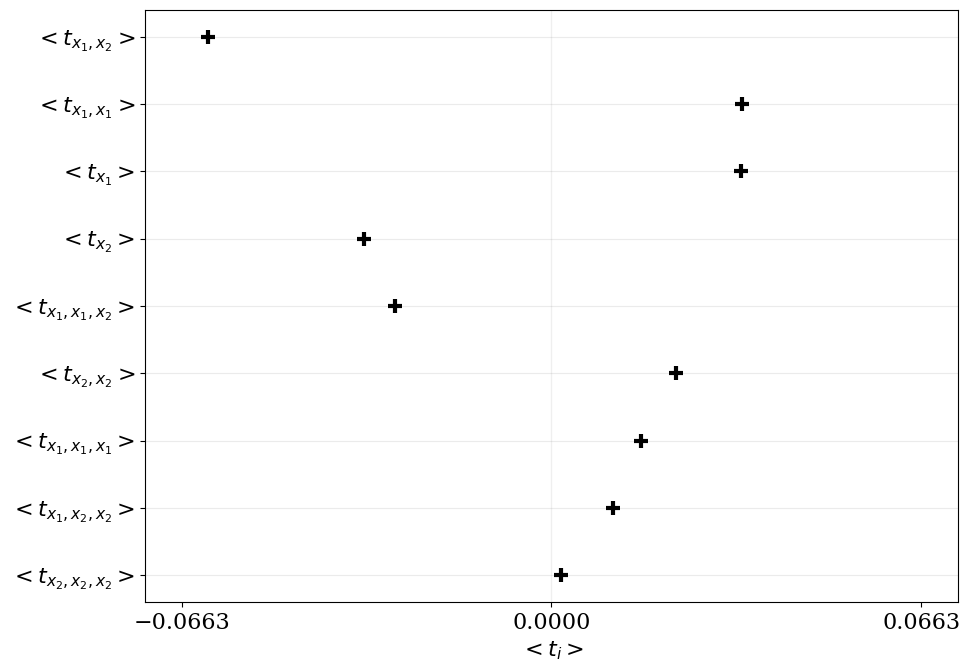 < t_{x_1, x_2} >
< t_{x_1, x_1} >
< t_{x_1} >
< t_{x_2} >
< t_{x_1, x_1, x_2} >
< t_{x_2, x_2} >
< t_{x_1, x_1, x_1} >
< t_{x_1, x_2, x_2} >
< t_{x_2, x_2, x_2} >
−0.0663 0.0000 0.0663
< t_i >